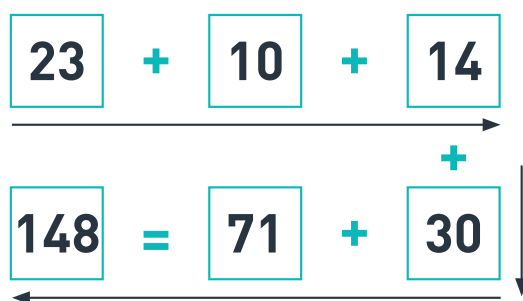 23 + 10 + 14
+
148 = 71 + 30